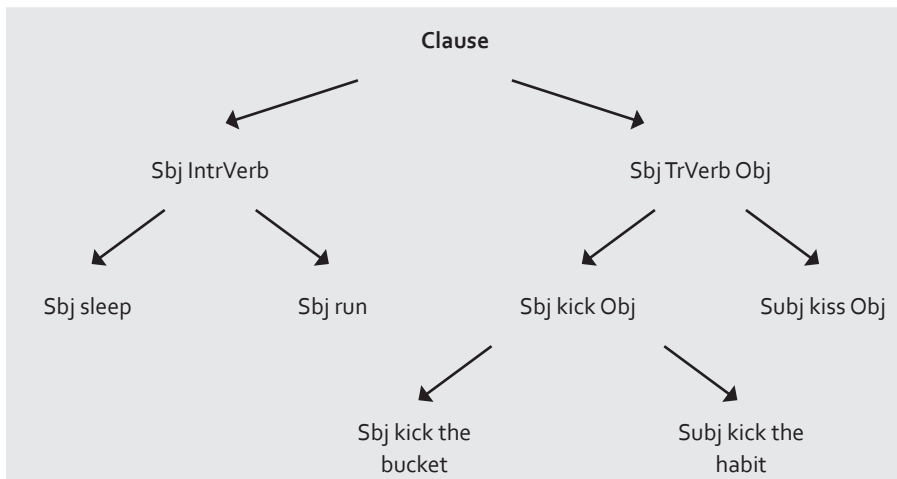 Clause
Sbj IntrVerb
Sbj TrVerb Obj
Sbj sleep
Sbj run
Sbj kick Obj
Subj kiss Obj
Sbj kick the
bucket
Subj kick the
habit